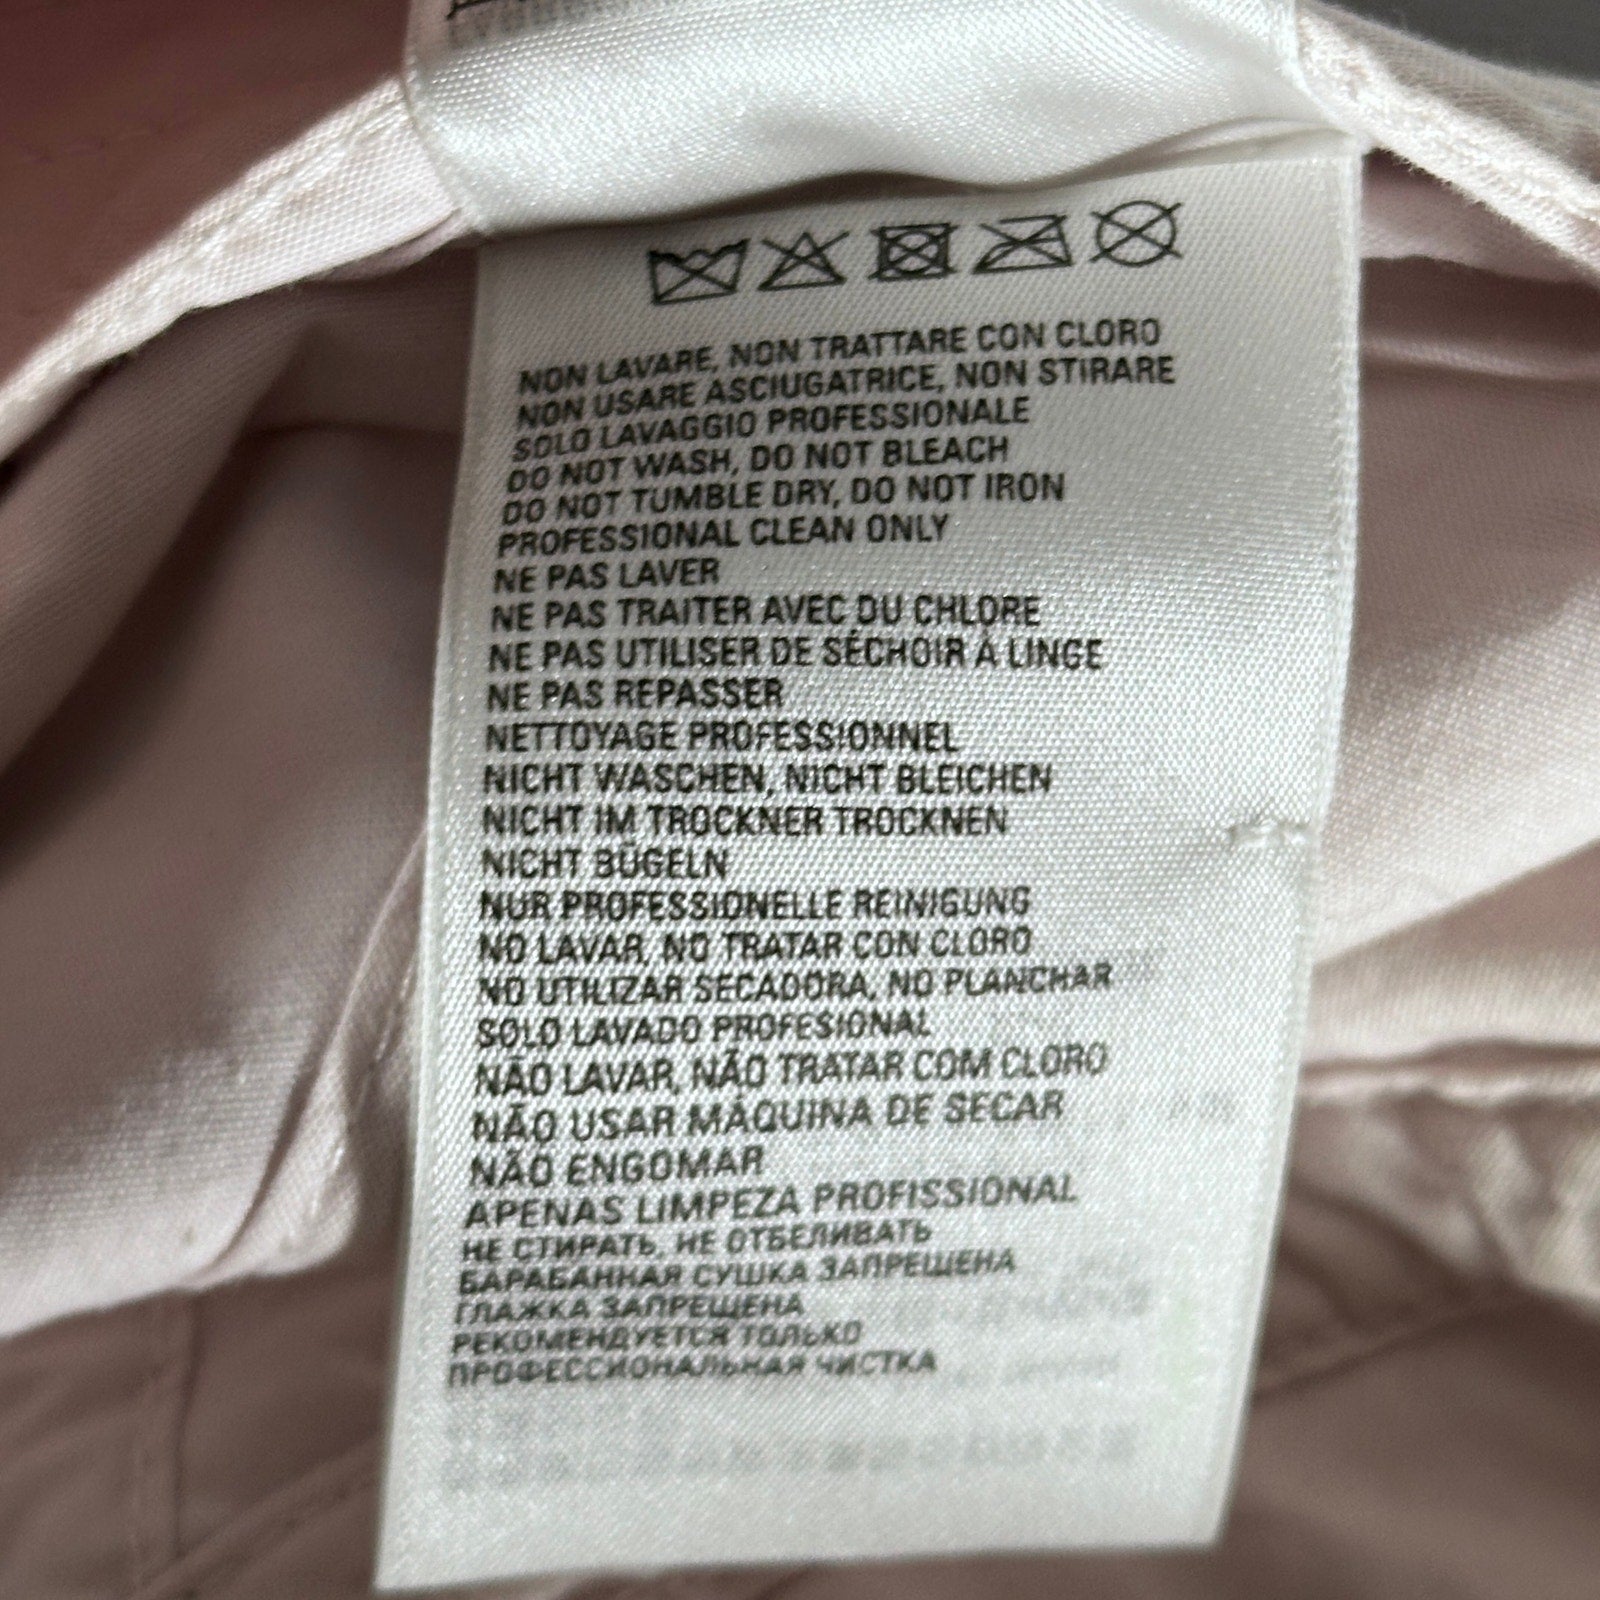 NON LAVARE, NON TRATTARE CON CLORO
NON USARE ASCIUGATRICE, NON STIRARE
SOLO LAVAGGIO PROFESSIONALE
DO NOT WASH, DO NOT BLEACH
DO NOT TUMBLE DRY, DO NOT IRON
PROFESSIONAL CLEAN ONLY
NE PAS LAVER
NE PAS TRAITER AVEC DU CHLORE
NE PAS UTILISER DE SÉCHOIR À LINGE
NE PAS REPASSER
NETTOYAGE PROFESSIONNEL
NICHT WASCHEN, NICHT BLEICHEN
NICHT IM TROCKNER TROCKNEN
NICHT BÜGELN
NUR PROFESSIONELLE REINIGUNG
NO LAVAR, NO TRATAR CON CLORO
NO UTILIZAR SECADORA, NO PLANCHAR
SOLO LAVADO PROFESIONAL
NÃO LAVAR, NÃO TRATAR COM CLORO
NÃO USAR MÁQUINA DE SECAR
NÃO ENGOMAR
APENAS LIMPEZA PROFISSIONAL
НЕ СТИРАТЬ, НЕ ОТБЕЛИВАТЬ
БАРАБАННАЯ СУШКА ЗАПРЕЩЕНА
ГЛАЖКА ЗАПРЕЩЕНА
РЕКОМЕНДУЕТСЯ ТОЛЬКО
ПРОФЕССИОНАЛЬНАЯ ЧИСТКА